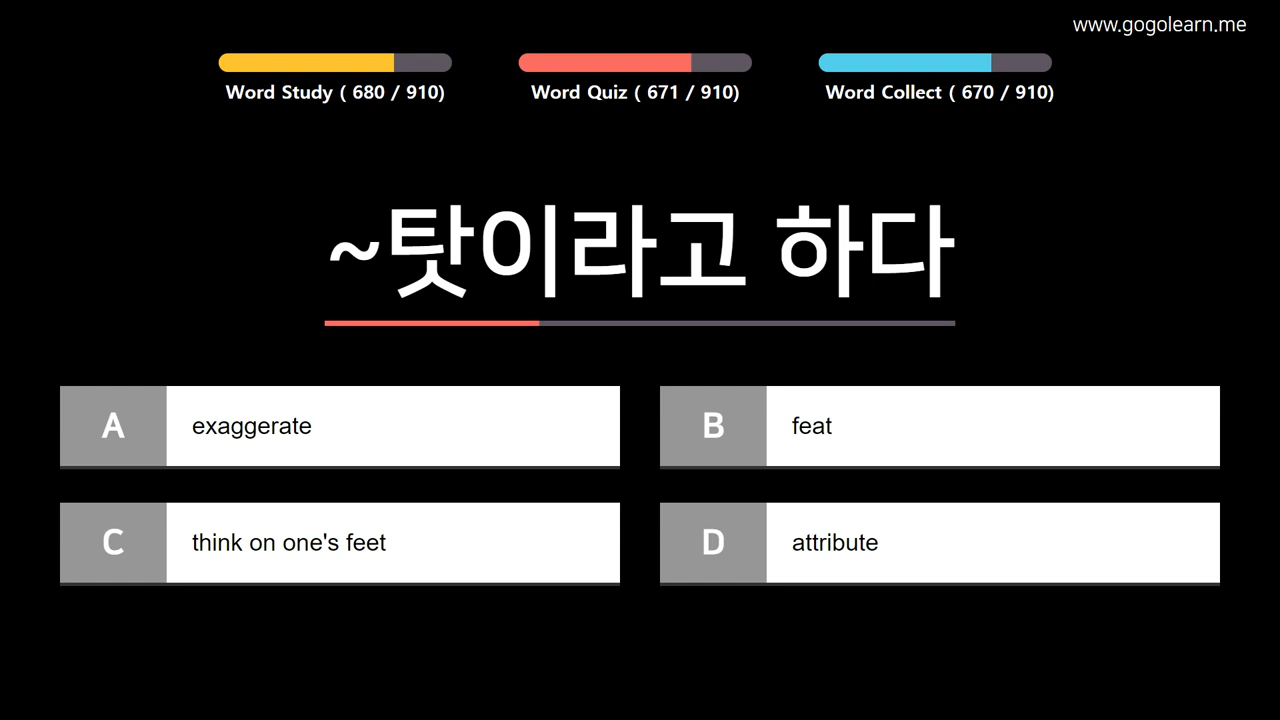 www.gogolearn.me
Word Study ( 680 / 910)
Word Quiz ( 671 / 910)
Word Collect ( 670 / 910)
~탓이라고 하다
A exaggerate
B feat
C think on one's feet
D attribute